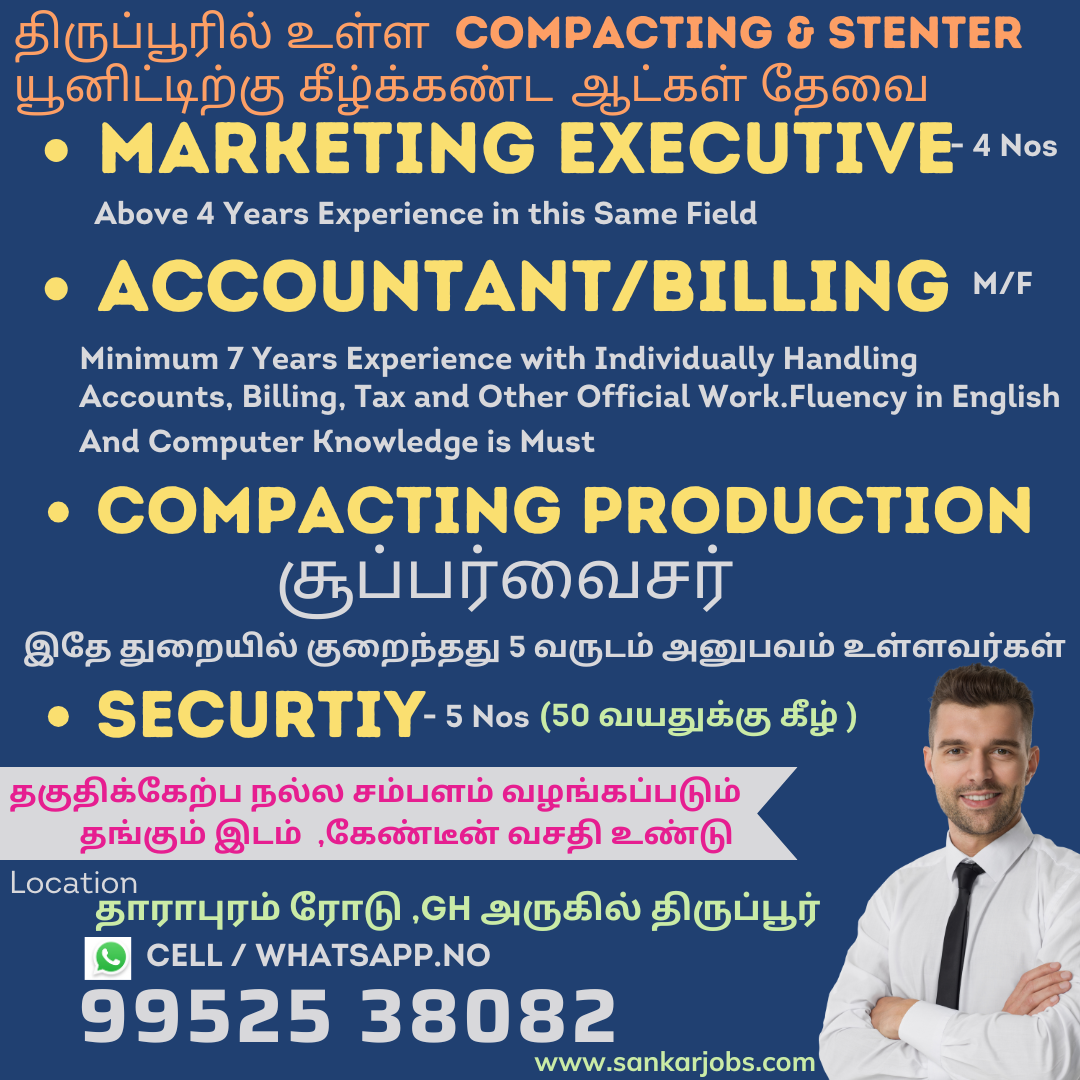 திருப்பூரில் உள்ள COMPACTING & STENTER
யூனிட்டிற்கு கீழ்க்கண்ட ஆட்கள் தேவை
• MARKETING EXECUTIVE - 4 Nos
Above 4 Years Experience in this Same Field
• ACCOUNTANT/BILLING M/F
Minimum 7 Years Experience with Individually Handling
Accounts, Billing, Tax and Other Official Work.Fluency in English
And Computer Knowledge is Must
• COMPACTING PRODUCTION
சூப்பர்வைசர்
இதே துறையில் குறைந்தது 5 வருடம் அனுபவம் உள்ளவர்கள்
• SECURTIY - 5 Nos (50 வயதுக்கு கீழ் )
தகுதிக்கேற்ப நல்ல சம்பளம் வழங்கப்படும்
தங்கும் இடம் ,கேண்டீன் வசதி உண்டு
Location
தாராபுரம் ரோடு ,GH அருகில் திருப்பூர்
CELL / WHATSAPP.NO
99525 38082
www.sankarjobs.com